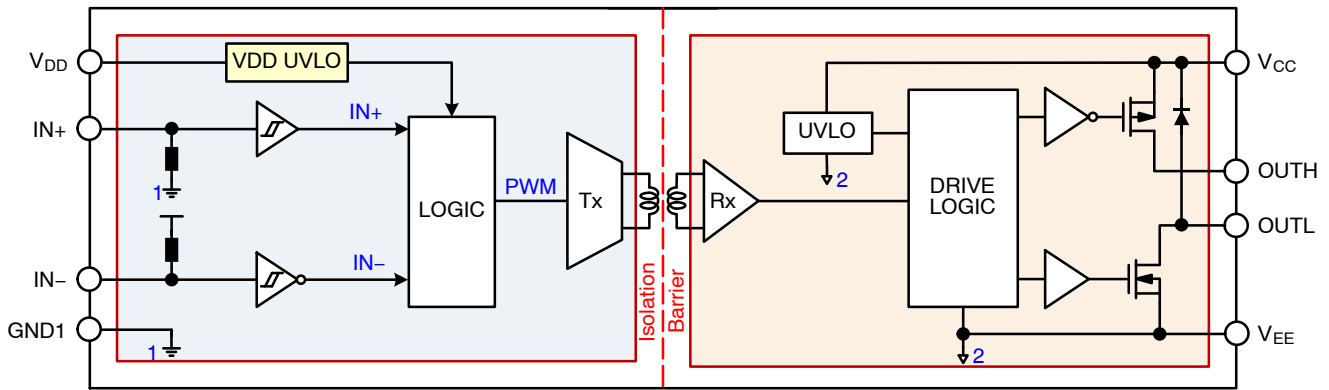 VDD
VDD UVLO
VCC
IN+
IN+
UVLO
2
1
PWM
Tx
Rx
LOGIC
DRIVE
LOGIC
OUTH
OUTL
IN−
IN−
Isolation
Barrier
GND1
1
2
VEE